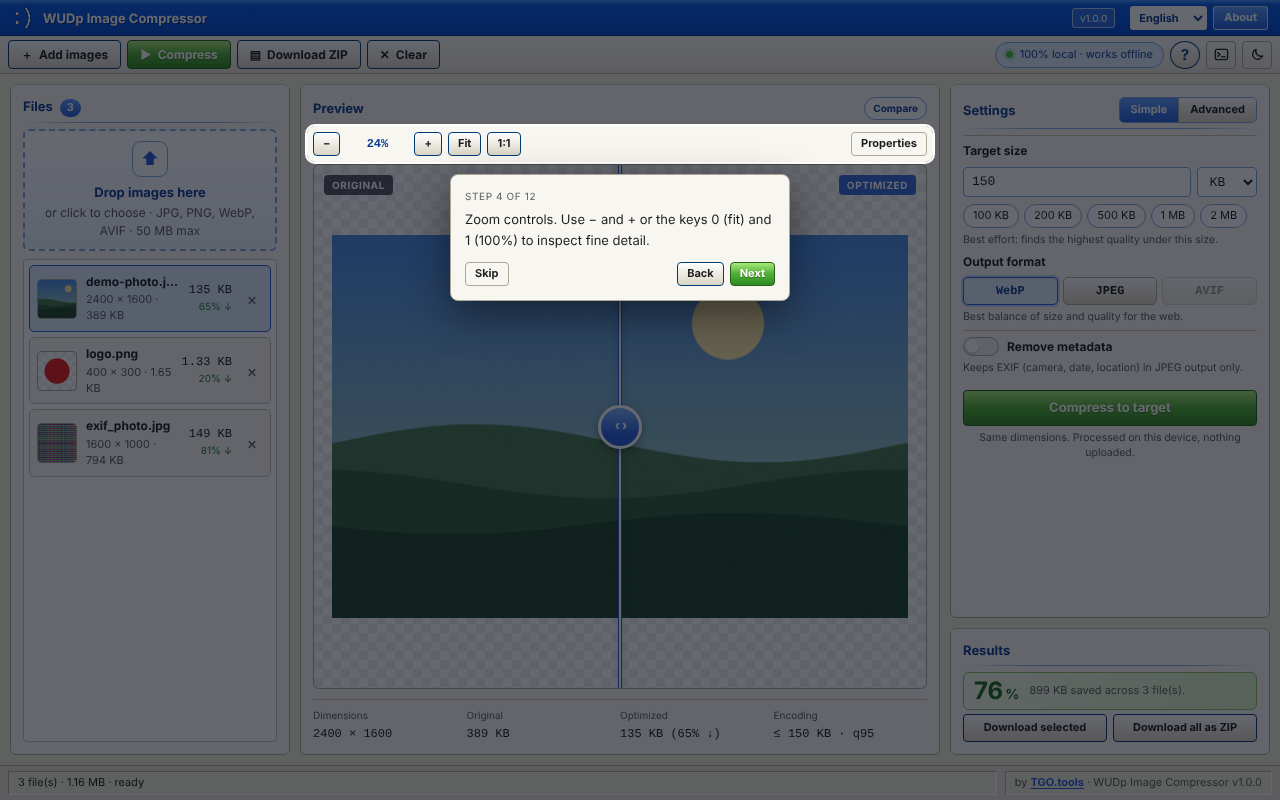 :) WUDp Image Compressor
v1.0.0
English
About
+ Add images
▶ Compress
▤ Download ZIP
✕ Clear
100% local · works offline
?
Files 3
Drop images here
or click to choose · JPG, PNG, WebP,
AVIF · 50 MB max
demo-photo.j...
2400 × 1600 ·
389 KB
135 KB
65% ↓
✕
logo.png
400 × 300 · 1.65
KB
1.33 KB
20% ↓
✕
exif_photo.jpg
1600 × 1000 ·
794 KB
149 KB
81% ↓
✕
Preview
Compare
− 24% + Fit 1:1
Properties
ORIGINAL
OPTIMIZED
STEP 4 OF 12
Zoom controls. Use − and + or the keys 0 (fit) and
1 (100%) to inspect fine detail.
Skip
Back
Next
Dimensions
2400 × 1600
Original
389 KB
Optimized
135 KB (65% ↓)
Encoding
≤ 150 KB · q95
Settings
Simple
Advanced
Target size
150
KB
100 KB
200 KB
500 KB
1 MB
2 MB
Best effort: finds the highest quality under this size.
Output format
WebP
JPEG
AVIF
Best balance of size and quality for the web.
Remove metadata
Keeps EXIF (camera, date, location) in JPEG output only.
Compress to target
Same dimensions. Processed on this device, nothing
uploaded.
Results
76 %
899 KB saved across 3 file(s).
Download selected
Download all as ZIP
3 file(s) · 1.16 MB · ready
by TGO.tools · WUDp Image Compressor v1.0.0